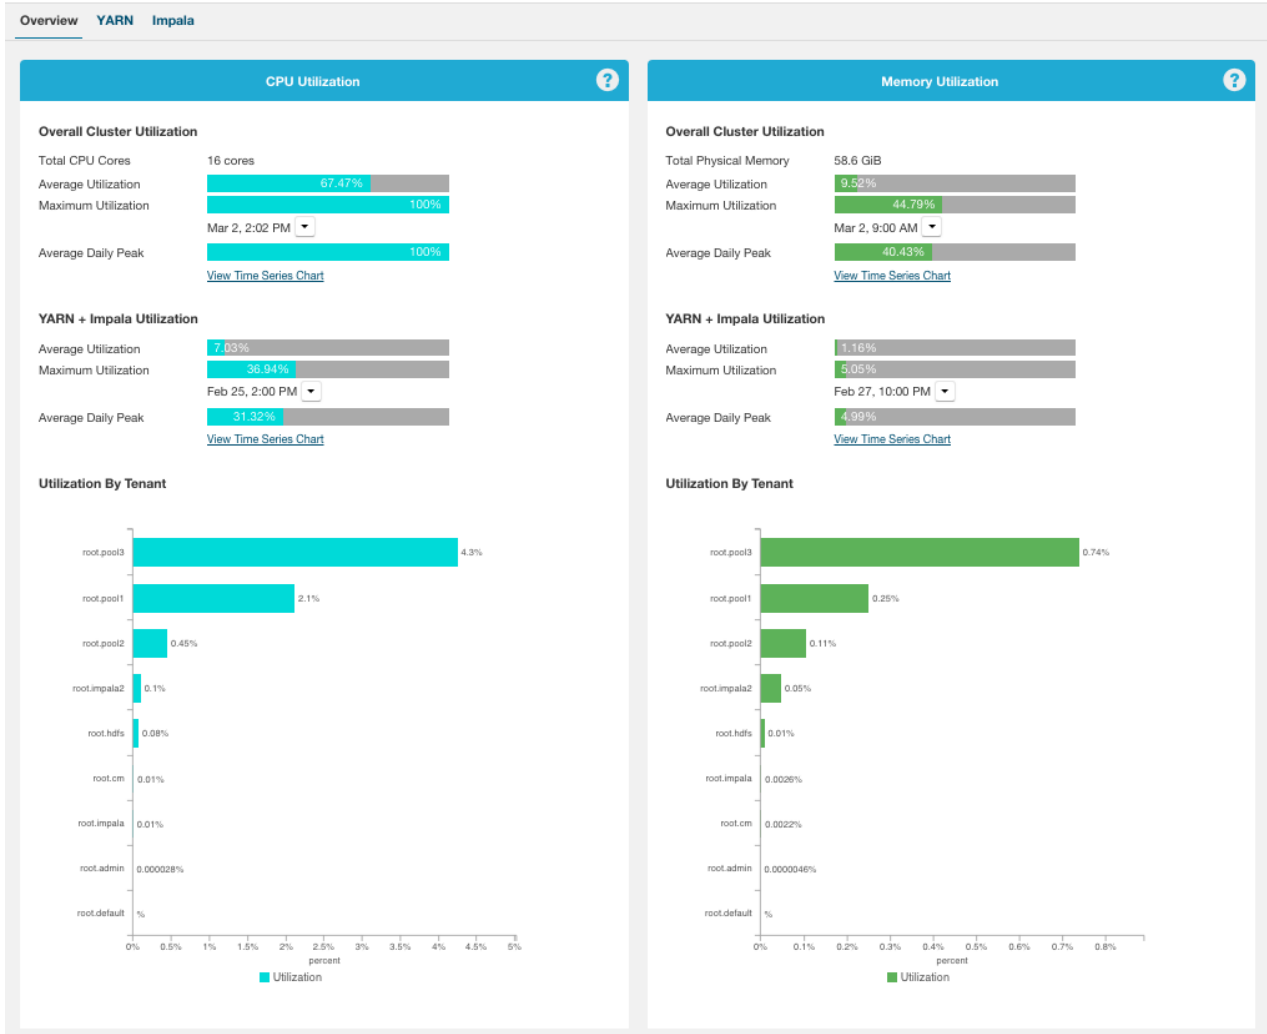 Overview YARN Impala
CPU Utilization ?
Overall Cluster Utilization
Total CPU Cores 16 cores
Average Utilization 67.47%
Maximum Utilization 100%
Mar 2, 2:02 PM
Average Daily Peak 100%
View Time Series Chart
YARN + Impala Utilization
Average Utilization 7.03%
Maximum Utilization 36.94%
Feb 25, 2:00 PM
Average Daily Peak 31.32%
View Time Series Chart
Utilization By Tenant
root.pool3 4.3%
root.pool1 2.1%
root.pool2 0.45%
root.impala2 0.1%
root.hdfs 0.08%
root.cm 0.01%
root.impala 0.01%
root.admin 0.000028%
root.default %
0% 0.5% 1% 1.5% 2% 2.5% 3% 3.5% 4% 4.5% 5%
percent
Utilization
Memory Utilization ?
Overall Cluster Utilization
Total Physical Memory 58.6 GiB
Average Utilization 9.52%
Maximum Utilization 44.79%
Mar 2, 9:00 AM
Average Daily Peak 40.43%
View Time Series Chart
YARN + Impala Utilization
Average Utilization 1.16%
Maximum Utilization 5.05%
Feb 27, 10:00 PM
Average Daily Peak 4.99%
View Time Series Chart
Utilization By Tenant
root.pool3 0.74%
root.pool1 0.25%
root.pool2 0.11%
root.impala2 0.05%
root.hdfs 0.01%
root.impala 0.0026%
root.cm 0.0022%
root.admin 0.0000046%
root.default %
0% 0.1% 0.2% 0.3% 0.4% 0.5% 0.6% 0.7% 0.8%
percent
Utilization